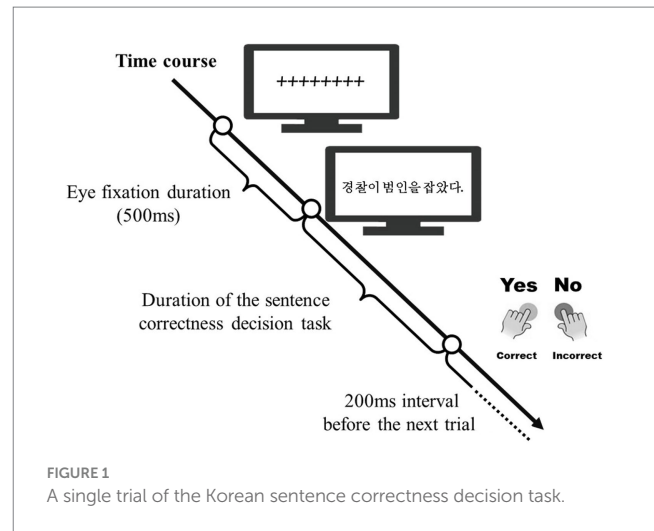 Time course
++++++++
경찰이 범인을 잡았다.
Eye fixation duration
(500ms)
Duration of the sentence
correctness decision task
Yes No
Correct Incorrect
200ms interval
before the next trial
FIGURE 1
A single trial of the Korean sentence correctness decision task.